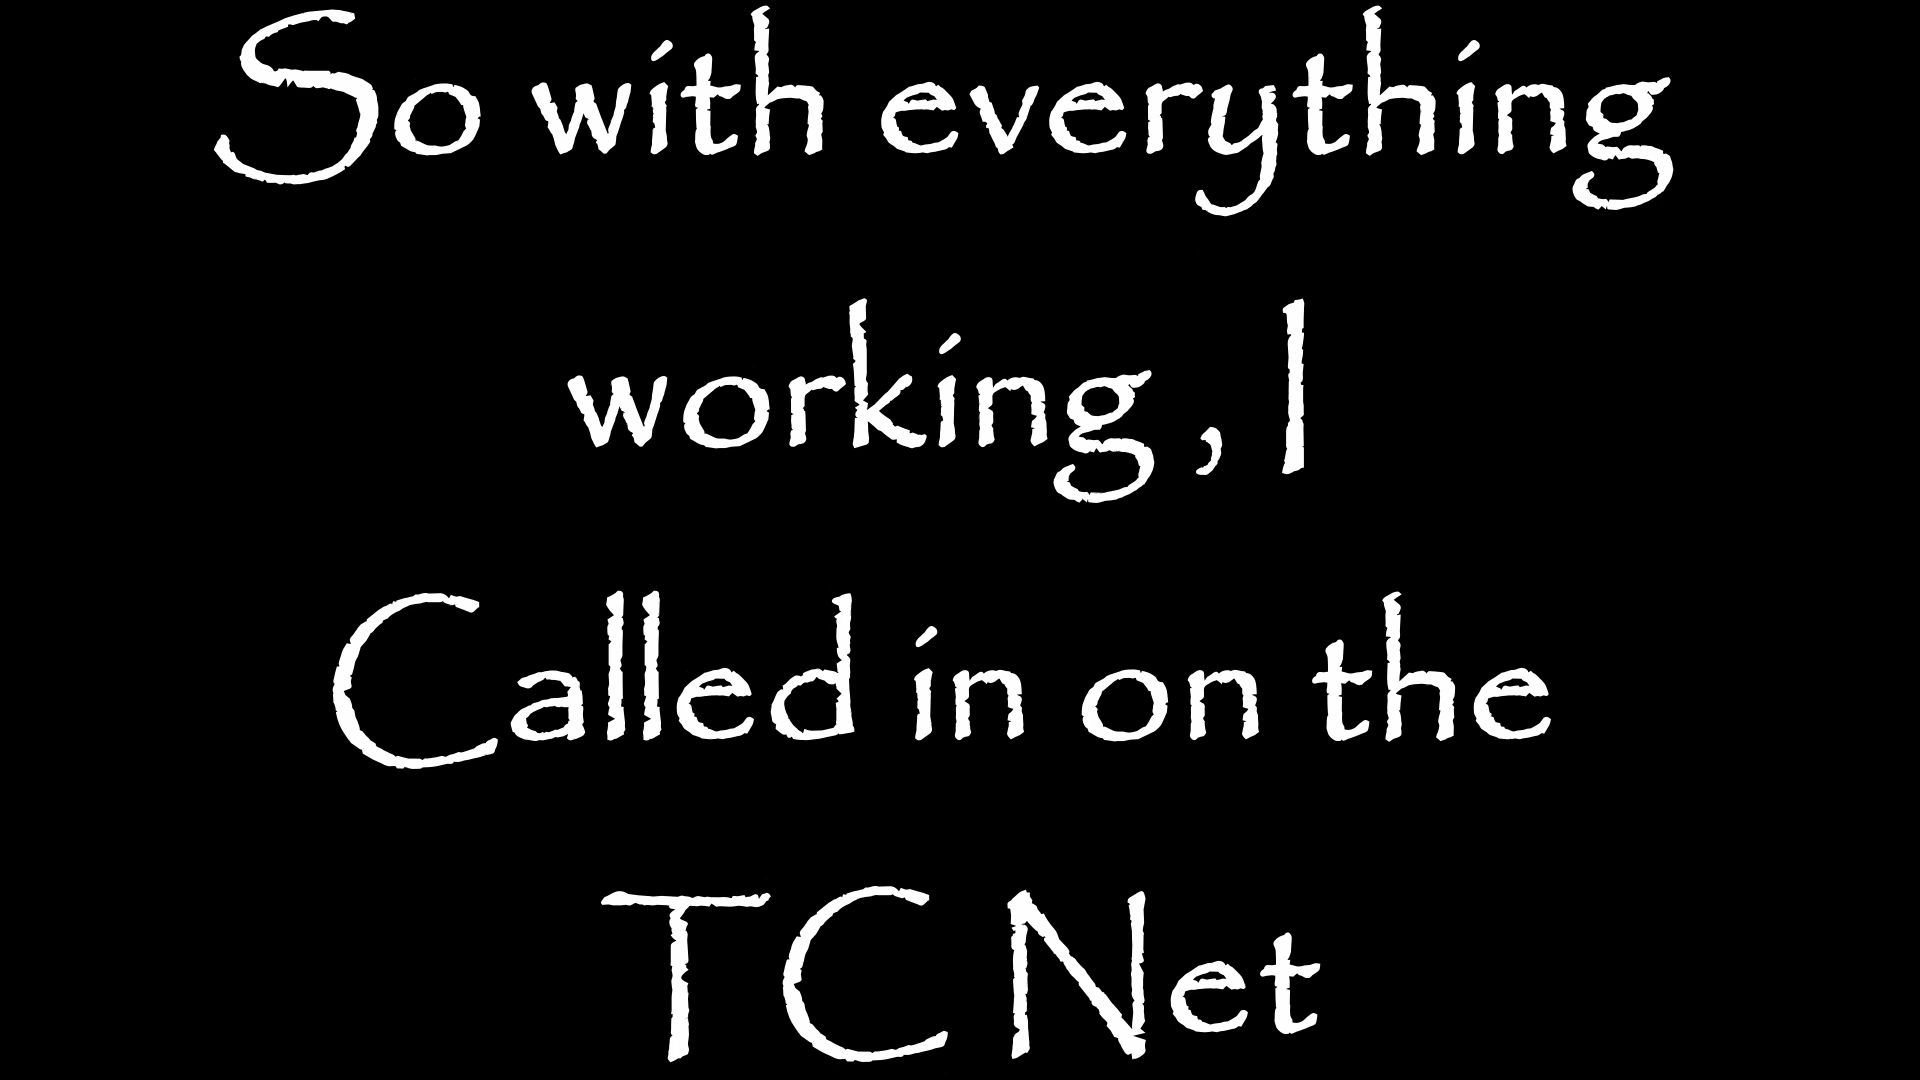 So with everything
working , I
Called in on the
TC Net